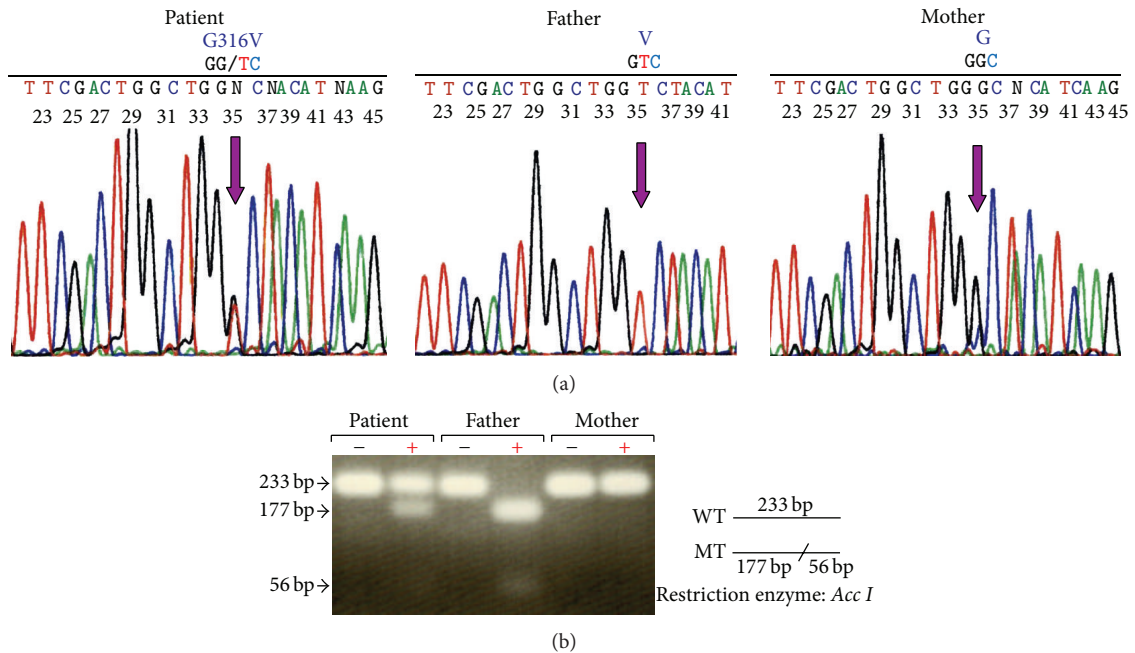 Patient
G316V
GG/TC
T T C G A C T G G C T G G N C N A C A T N A A G
23 25 27 29 31 33 35 37 39 41 43 45
Father
V
GTC
T T C G A C T G G C T G G T C T A C A T
23 25 27 29 31 33 35 37 39 41
Mother
G
GGC
T T C G A C T G G C T G G G C N C A T C A A G
23 25 27 29 31 33 35 37 39 41 43 45
(a)
Patient Father Mother
− + − + − +
233 bp
177 bp
56 bp
WT 233 bp
MT
177 bp 56 bp
Restriction enzyme: Acc I
(b)